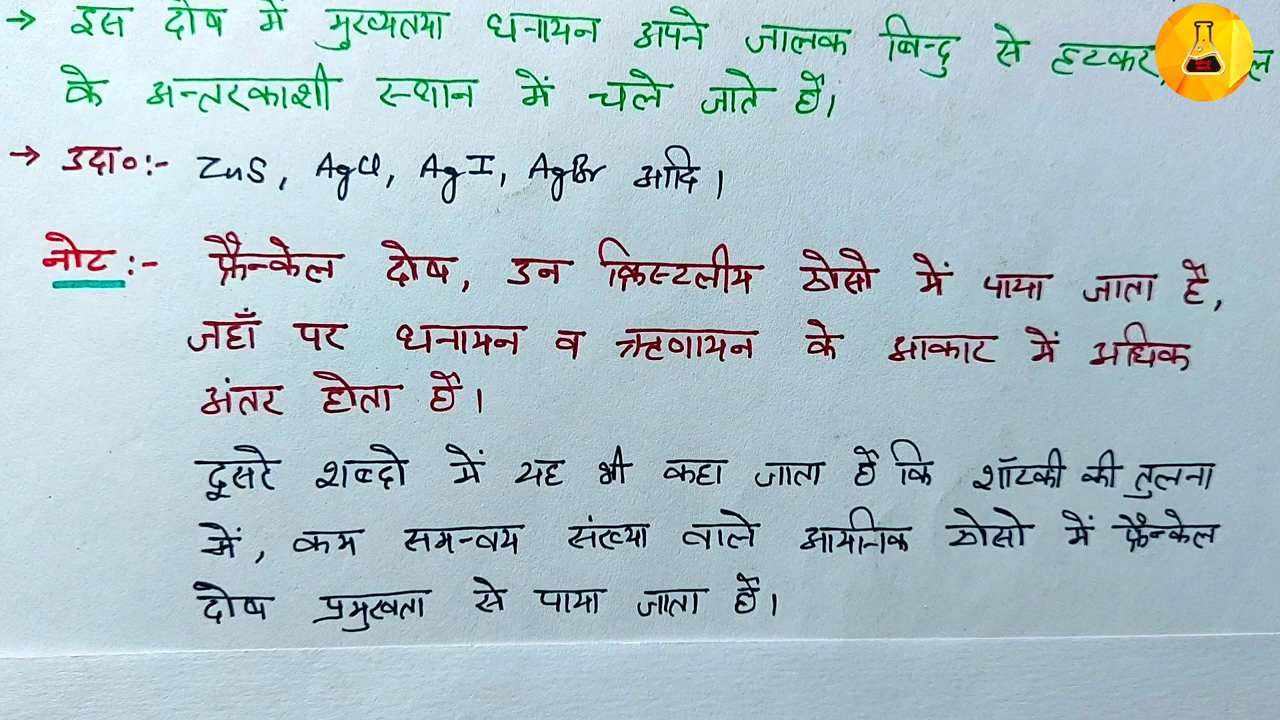 → इस दोष में मुख्यतया धनायन अपने जालक बिन्दु से हटकर,
के अन्तरकाशी स्थान में चले जाते हैं।
→ उदा०:- ZnS, AgCl, AgI, AgBr आदि।
नोट:- फ्रैन्केल दोष, उन क्रिस्टलीय ठोसो में पाया जाता है,
जहाँ पर धनायन व ऋणायन के आकार में अधिक
अंतर होता है।
दूसरे शब्दो में यह भी कहा जाता है कि शॉटकी की तुलना
में, कम समन्वय संख्या वाले आयनिक ठोसो में फ्रैन्केल
दोष प्रमुखता से पाया जाता है।